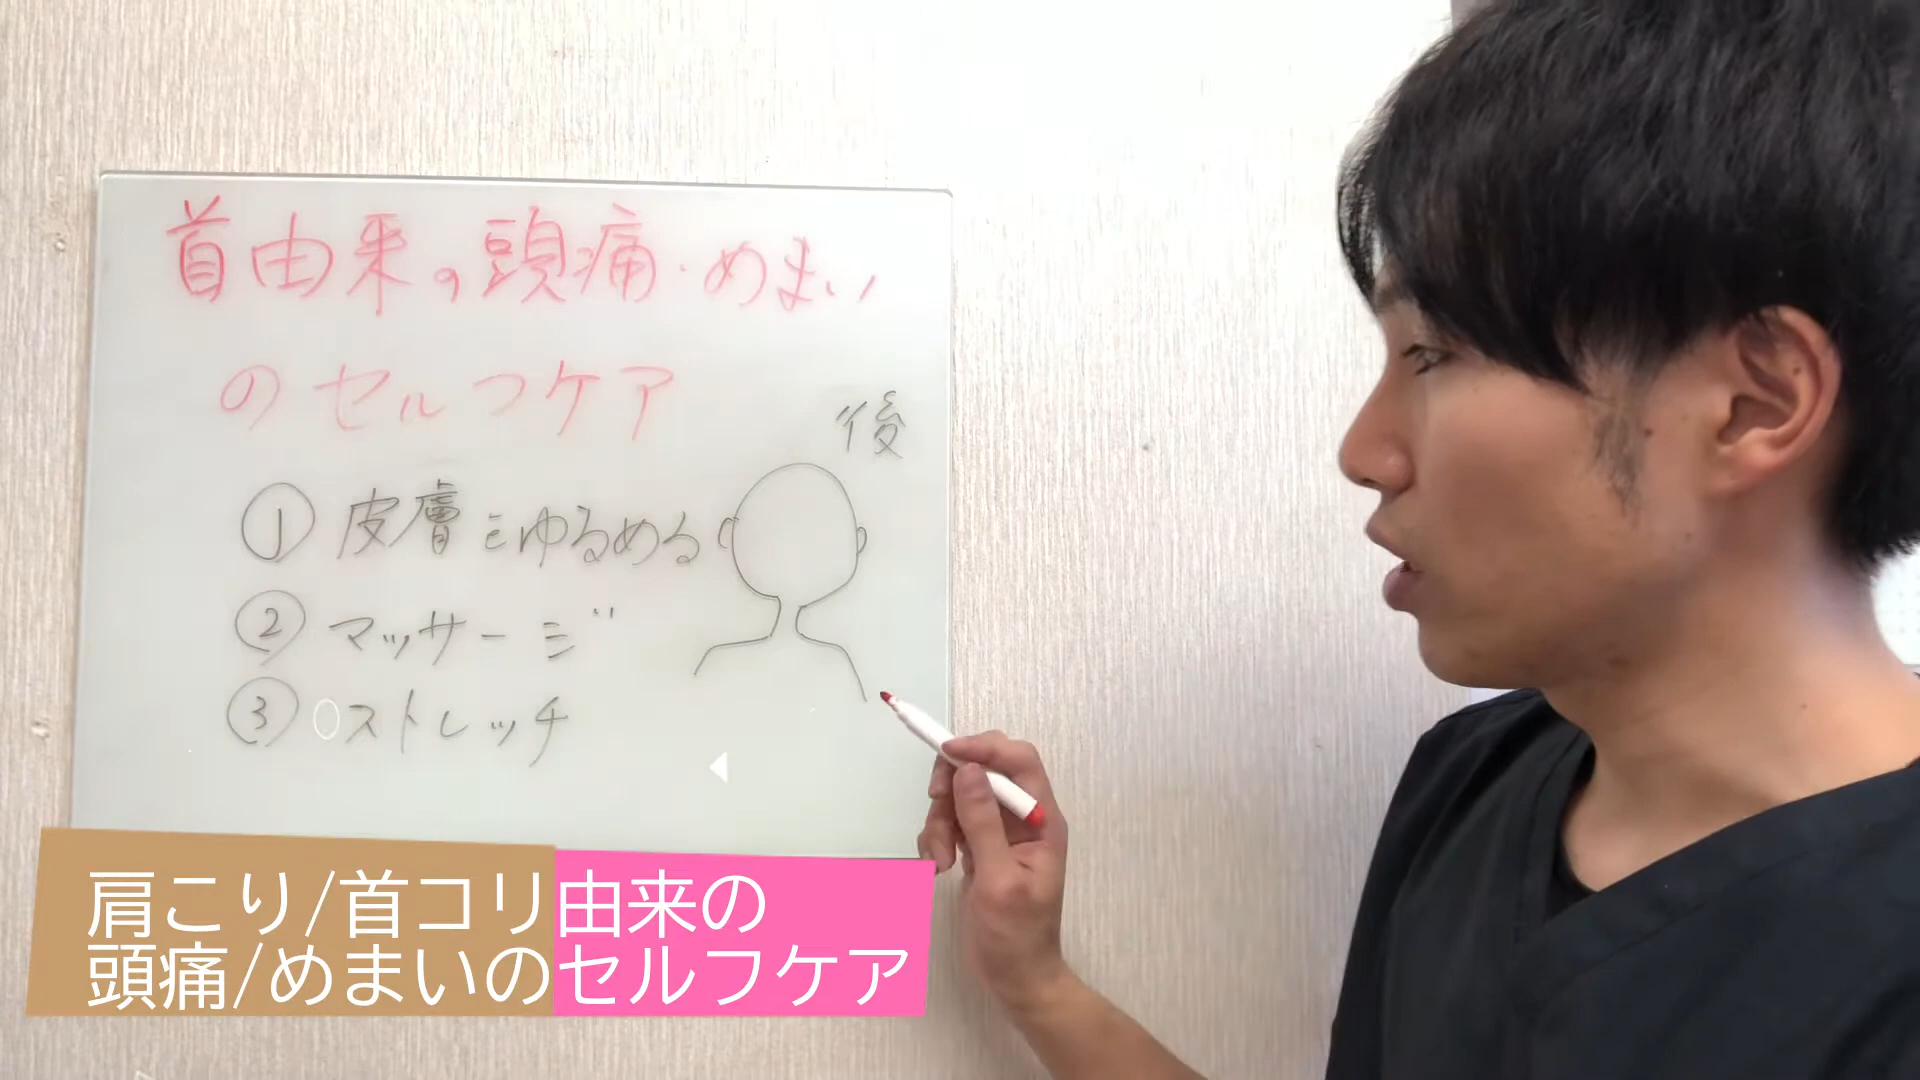 首由来の頭痛・めまい
のセルフケア
後
① 皮膚をゆるめる
② マッサージ
③ ストレッチ
肩こり/首コリ由来の
頭痛/めまいのセルフケア